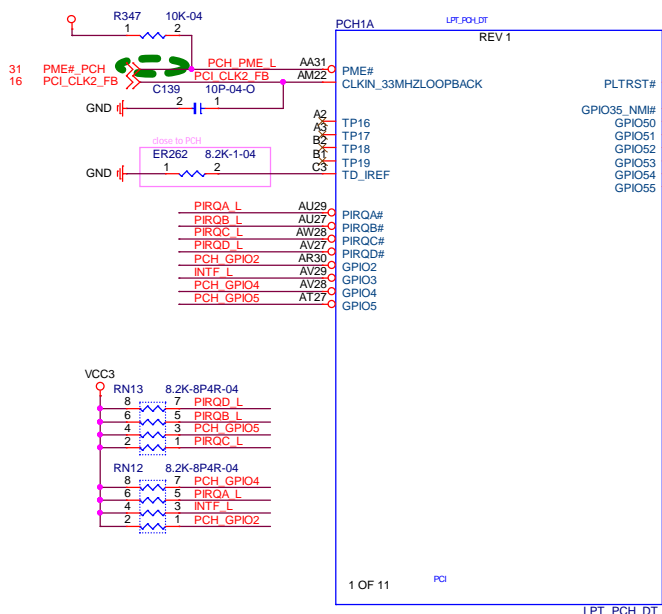 R347 10K-04
1 2
PCH1A LPT_PCH_DT
REV 1
31 PME#_PCH PCH_PME_L AA31 PME#
16 PCI_CLK2_FB PCI_CLK2_FB AM22 CLKIN_33MHZLOOPBACK PLTRST#
C139 10P-04-O
GND 2 1
GPIO35_NMI#
A2 TP16 GPIO50
A3 TP17 GPIO51
B2 TP18 GPIO52
B1 TP19 GPIO53
C3 TD_IREF GPIO54
GPIO55
close to PCH
ER262 8.2K-1-04
GND 1 2
PIRQA_L AU29 PIRQA#
PIRQB_L AU27 PIRQB#
PIRQC_L AW28 PIRQC#
PIRQD_L AV27 PIRQD#
PCH_GPIO2 AR30 GPIO2
INTF_L AV29 GPIO3
PCH_GPIO4 AV28 GPIO4
PCH_GPIO5 AT27 GPIO5
VCC3
RN13 8.2K-8P4R-04
8 7 PIRQD_L
6 5 PIRQB_L
4 3 PCH_GPIO5
2 1 PIRQC_L
RN12 8.2K-8P4R-04
8 7 PCH_GPIO4
6 5 PIRQA_L
4 3 INTF_L
2 1 PCH_GPIO2
1 OF 11 PCI
LPT_PCH_DT